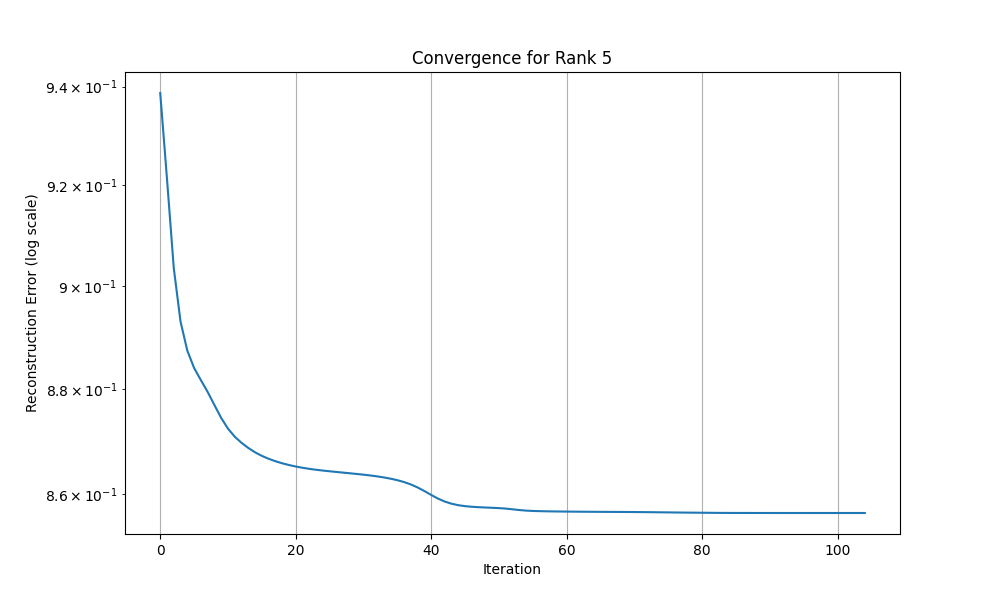 Convergence for Rank 5
Reconstruction Error (log scale)
9.4 × 10⁻¹
9.2 × 10⁻¹
9 × 10⁻¹
8.8 × 10⁻¹
8.6 × 10⁻¹
0 20 40 60 80 100
Iteration